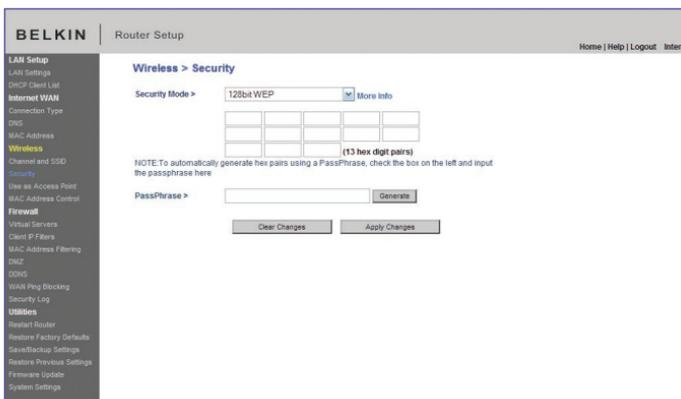 BELKIN
Router Setup
Home | Help | Logout Inter
LAN Setup
LAN Settings
DHCP Client List
Internet WAN
Connection Type
DNS
MAC Address
Wireless
Channel and SSID
Security
Use as Access Point
MAC Address Control
Firewall
Virtual Servers
Client IP Filters
MAC Address Filtering
DMZ
DDNS
WAN Ping Blocking
Security Log
Utilities
Restart Router
Restore Factory Defaults
Save/Backup Settings
Restore Previous Settings
Firmware Update
System Settings
Wireless > Security
Security Mode > 128bit WEP More Info
(13 hex digit pairs)
NOTE:To automatically generate hex pairs using a PassPhrase, check the box on the left and input
the passphrase here
PassPhrase > Generate
Clear Changes Apply Changes